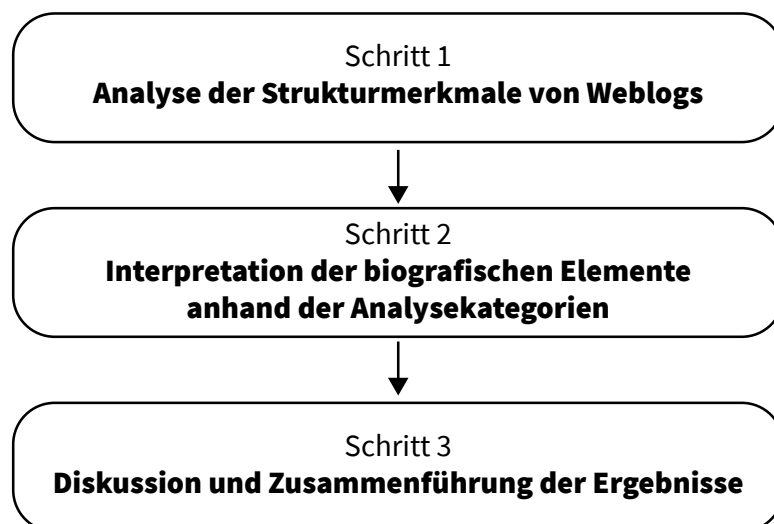 Schritt 1
Analyse der Strukturmerkmale von Weblogs
Schritt 2
Interpretation der biografischen Elemente
anhand der Analysekategorien
Schritt 3
Diskussion und Zusammenführung der Ergebnisse